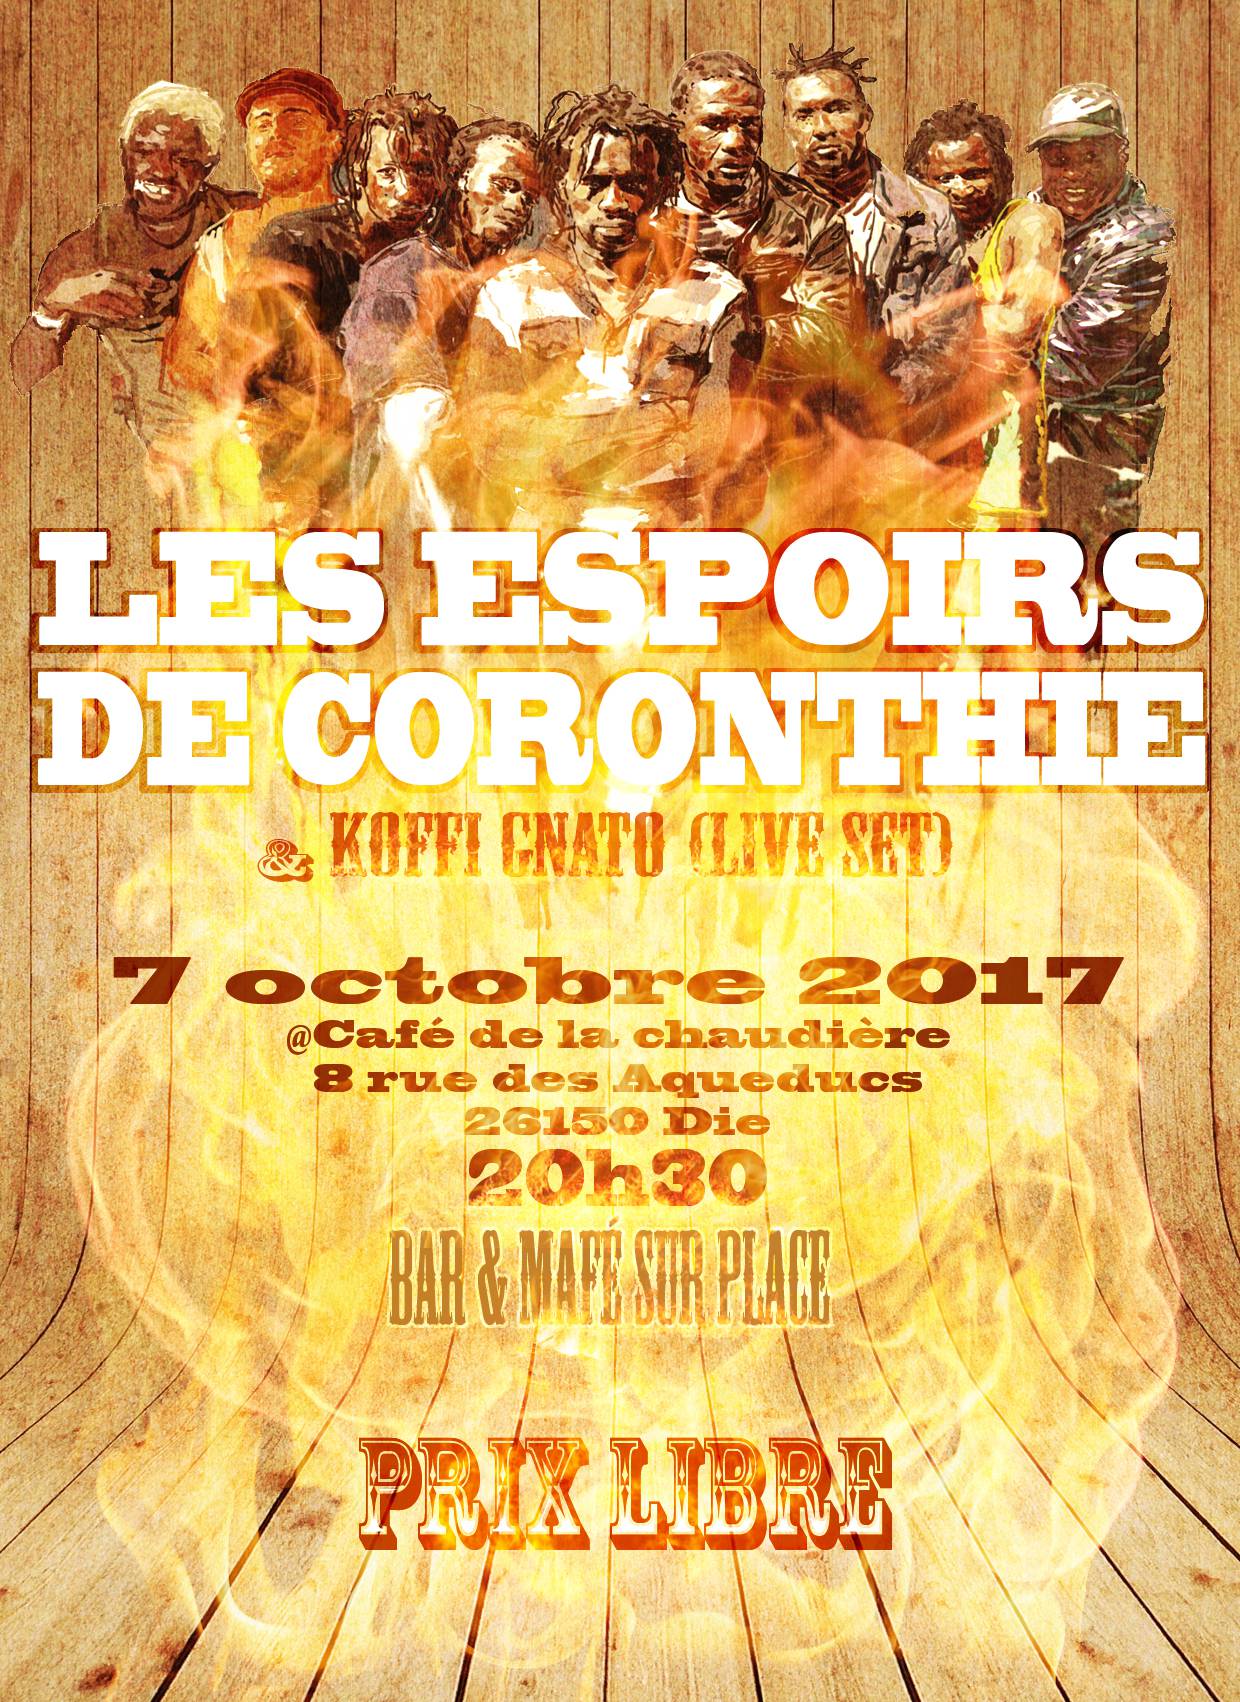 LES ESPOIRS
DE CORONTHIE
& KOFFI GNATO (LIVE SET)
7 octobre 2017
@Café de la chaudière
8 rue des Aqueducs
26150 Die
20h30
BAR & MAFÉ SUR PLACE
PRIX LIBRE